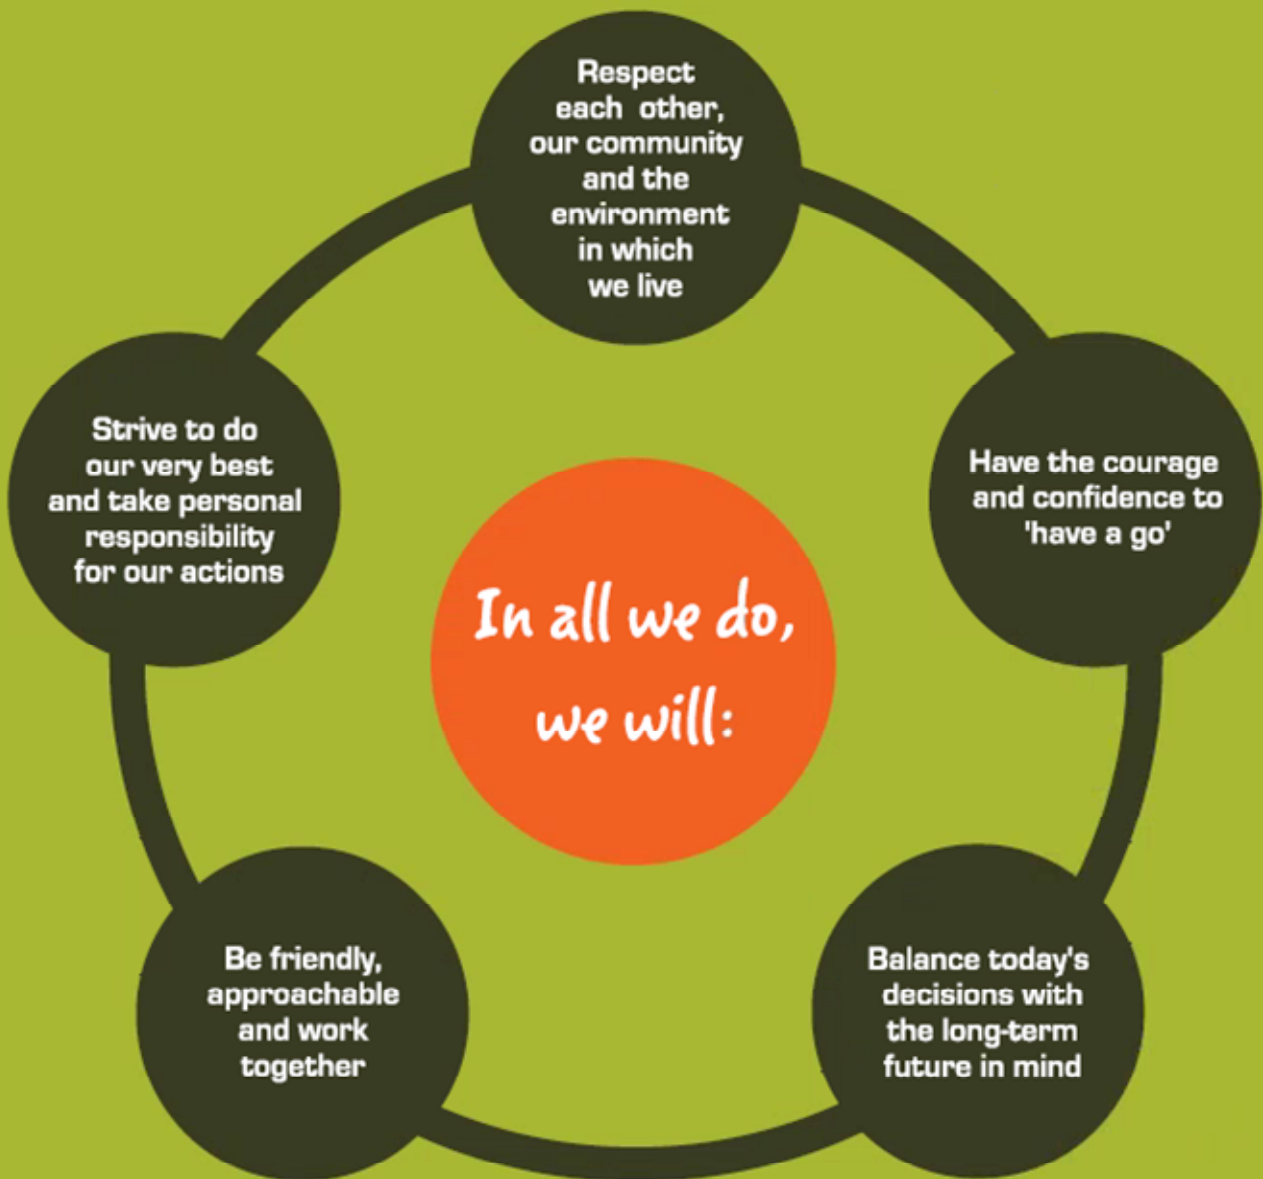 In all we do,
we will:
Respect
each other,
our community
and the
environment
in which
we live
Have the courage
and confidence to
'have a go'
Balance today's
decisions with
the long-term
future in mind
Be friendly,
approachable
and work
together
Strive to do
our very best
and take personal
responsibility
for our actions